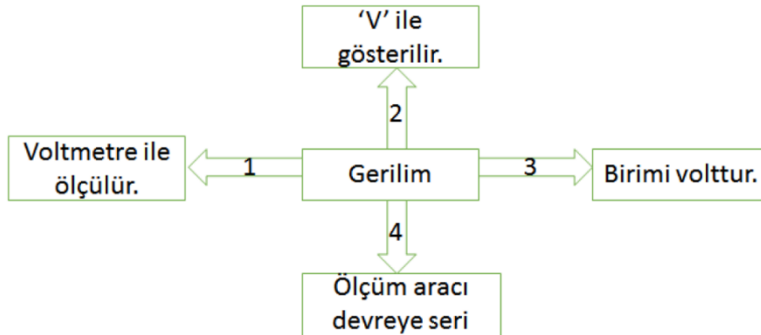 ‘V’ ile
gösterilir.
2
Voltmetre ile
ölçülür.
1
Gerilim
3
Birimi volttur.
4
Ölçüm aracı
devreye seri